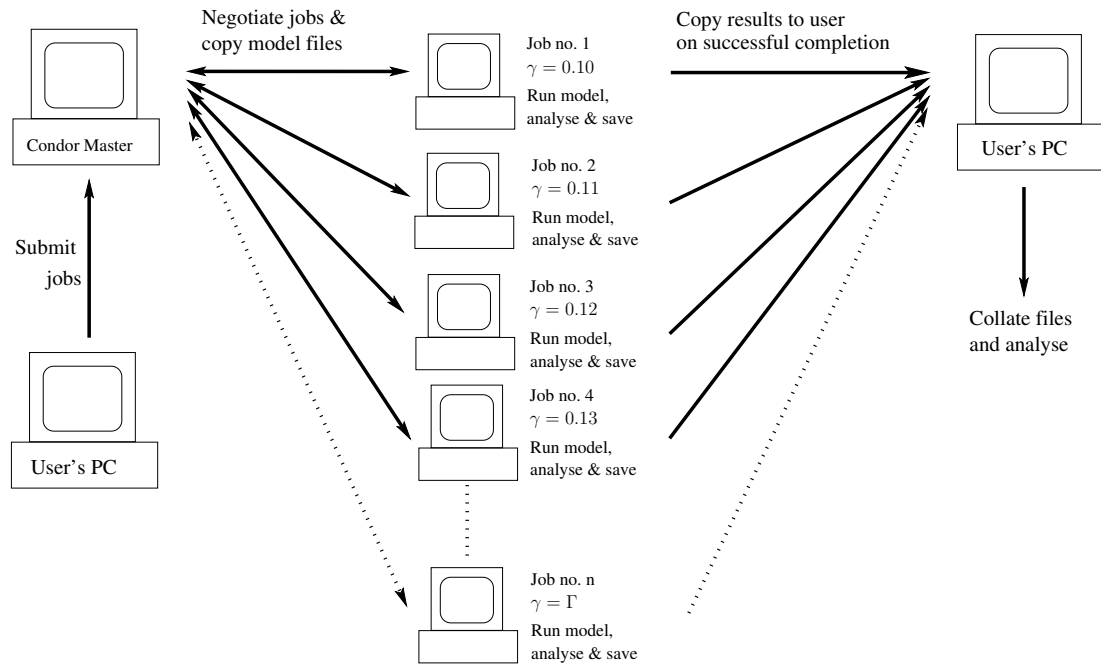 Negotiate jobs &
copy model files
Copy results to user
on successful completion
Condor Master
Submit
jobs
User's PC
Job no. 1
γ = 0.10
Run model,
analyse & save
Job no. 2
γ = 0.11
Run model,
analyse & save
Job no. 3
γ = 0.12
Run model,
analyse & save
Job no. 4
γ = 0.13
Run model,
analyse & save
Job no. n
γ = Γ
Run model,
analyse & save
User's PC
Collate files
and analyse